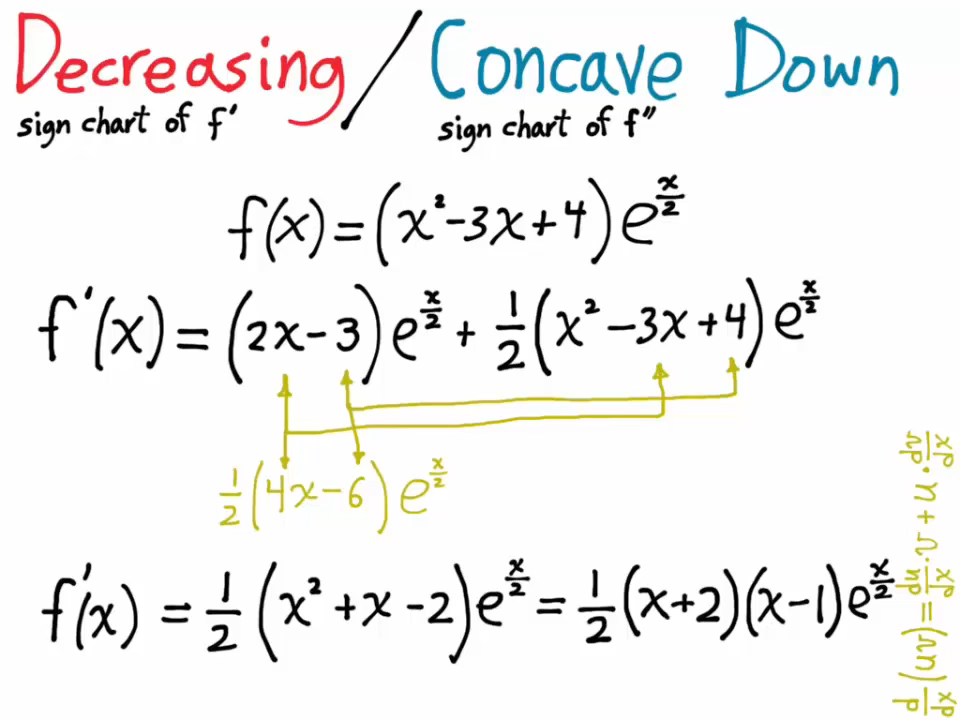 Decreasing / Concave Down
sign chart of f' sign chart of f"
f(x) = (x² - 3x + 4) e^(x/2)
f'(x) = (2x - 3) e^(x/2) + 1/2 (x² - 3x + 4) e^(x/2)
1/2 (4x - 6) e^(x/2)
f'(x) = 1/2 (x² + x - 2) e^(x/2) = 1/2 (x+2)(x-1) e^(x/2)
d/dx (uv) = du/dx · v + u · dv/dx